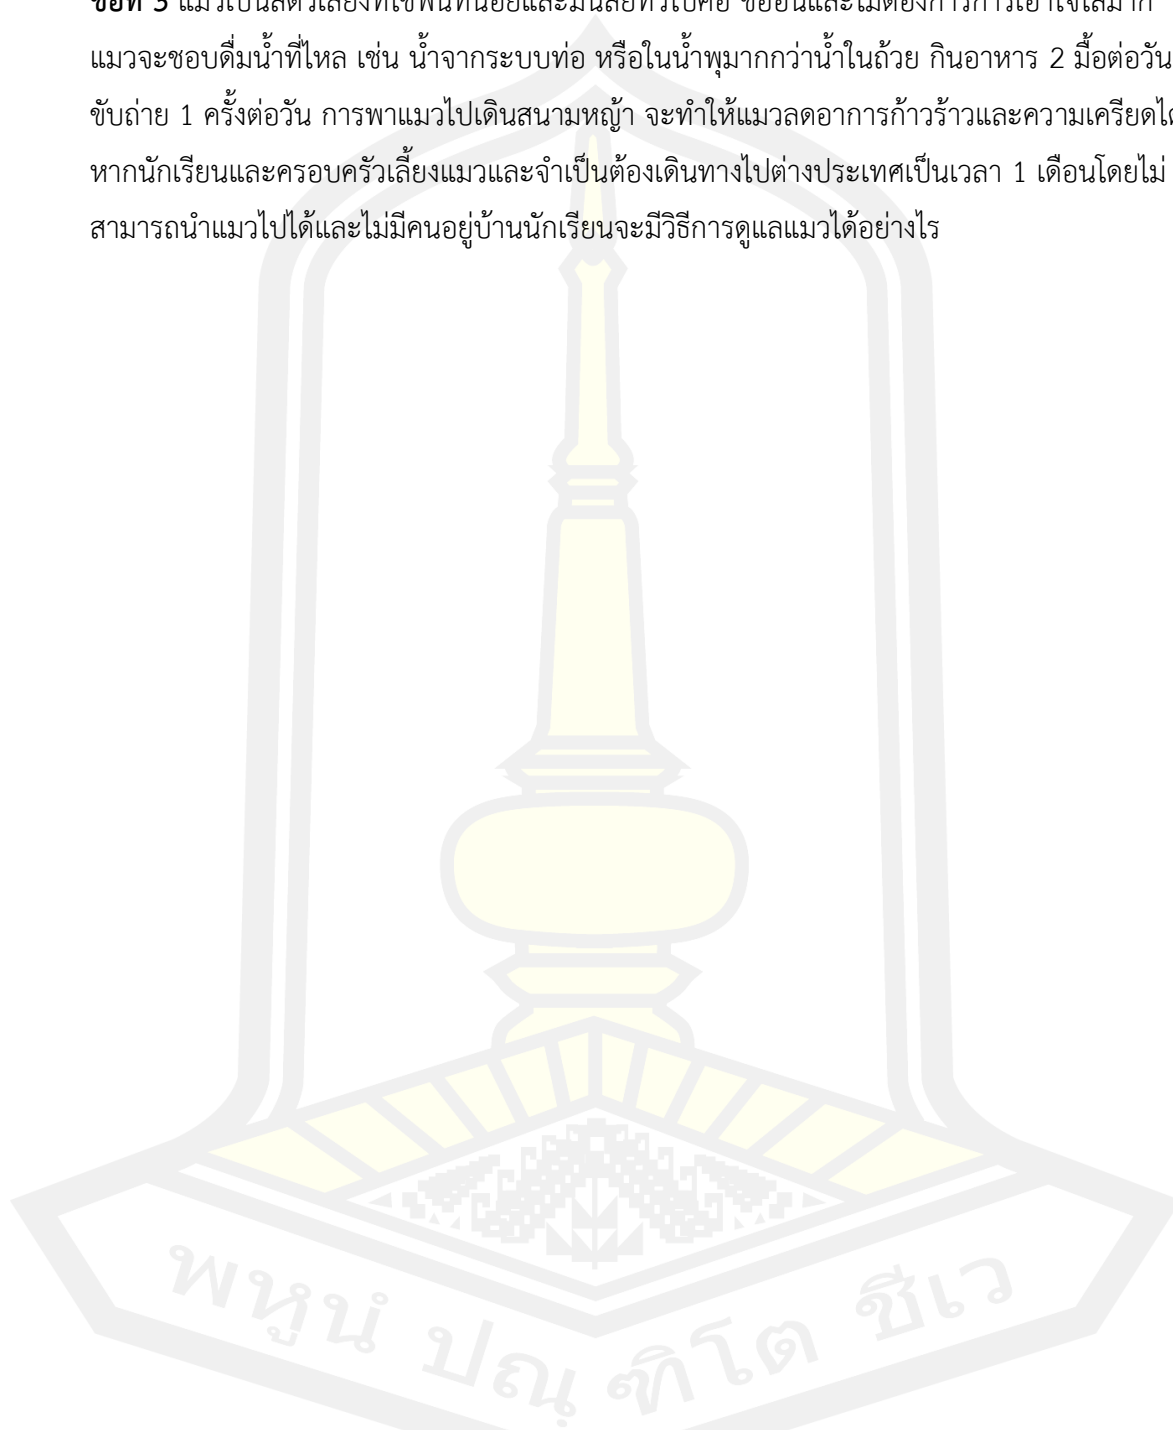 ข้อที่ 3 แมวเป็นสัตว์เลี้ยงที่ใช้พื้นที่น้อยและมีนิสัยทั่วไปคือ ขี้อ้อนและไม่ต้องการการเอาใจใส่มาก
แมวจะชอบดื่มน้ำที่ไหล เช่น น้ำจากระบบท่อ หรือในน้ำพุมากกว่าน้ำในถ้วย กินอาหาร 2 มื้อต่อวัน
ขับถ่าย 1 ครั้งต่อวัน การพาแมวไปเดินสนามหญ้า จะทำให้แมวลดอาการก้าวร้าวและความเครียดได้
หากนักเรียนและครอบครัวเลี้ยงแมวและจำเป็นต้องเดินทางไปต่างประเทศเป็นเวลา 1 เดือนโดยไม่
สามารถนำแมวไปได้และไม่มีคนอยู่บ้านนักเรียนจะมีวิธีการดูแลแมวได้อย่างไร
พหูนํ ปณฺฑิโต ชีเว